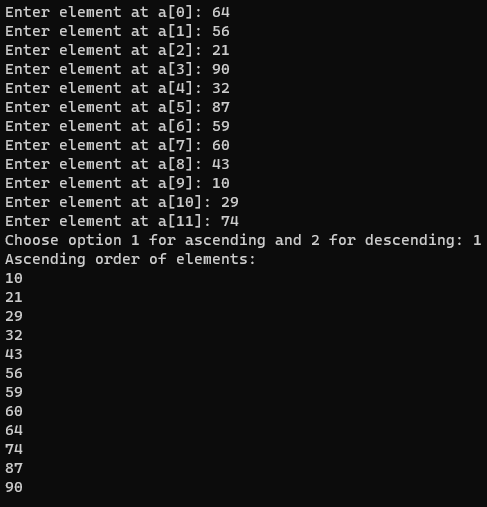 Enter element at a[0]: 64
Enter element at a[1]: 56
Enter element at a[2]: 21
Enter element at a[3]: 90
Enter element at a[4]: 32
Enter element at a[5]: 87
Enter element at a[6]: 59
Enter element at a[7]: 60
Enter element at a[8]: 43
Enter element at a[9]: 10
Enter element at a[10]: 29
Enter element at a[11]: 74
Choose option 1 for ascending and 2 for descending: 1
Ascending order of elements:
10
21
29
32
43
56
59
60
64
74
87
90